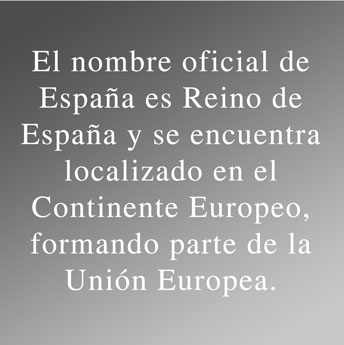 El nombre oficial de
España es Reino de
España y se encuentra
localizado en el
Continente Europeo,
formando parte de la
Unión Europea.